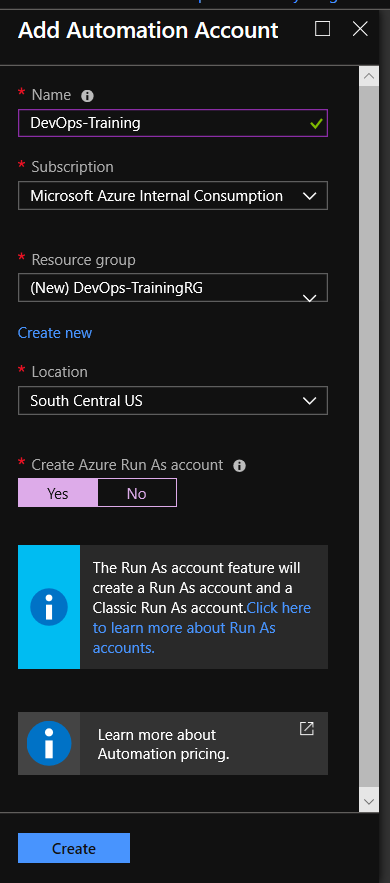 Add Automation Account
* Name
DevOps-Training
* Subscription
Microsoft Azure Internal Consumption
* Resource group
(New) DevOps-TrainingRG
Create new
* Location
South Central US
* Create Azure Run As account
Yes No
The Run As account feature will
create a Run As account and a
Classic Run As account.Click here
to learn more about Run As
accounts.
Learn more about
Automation pricing.
Create